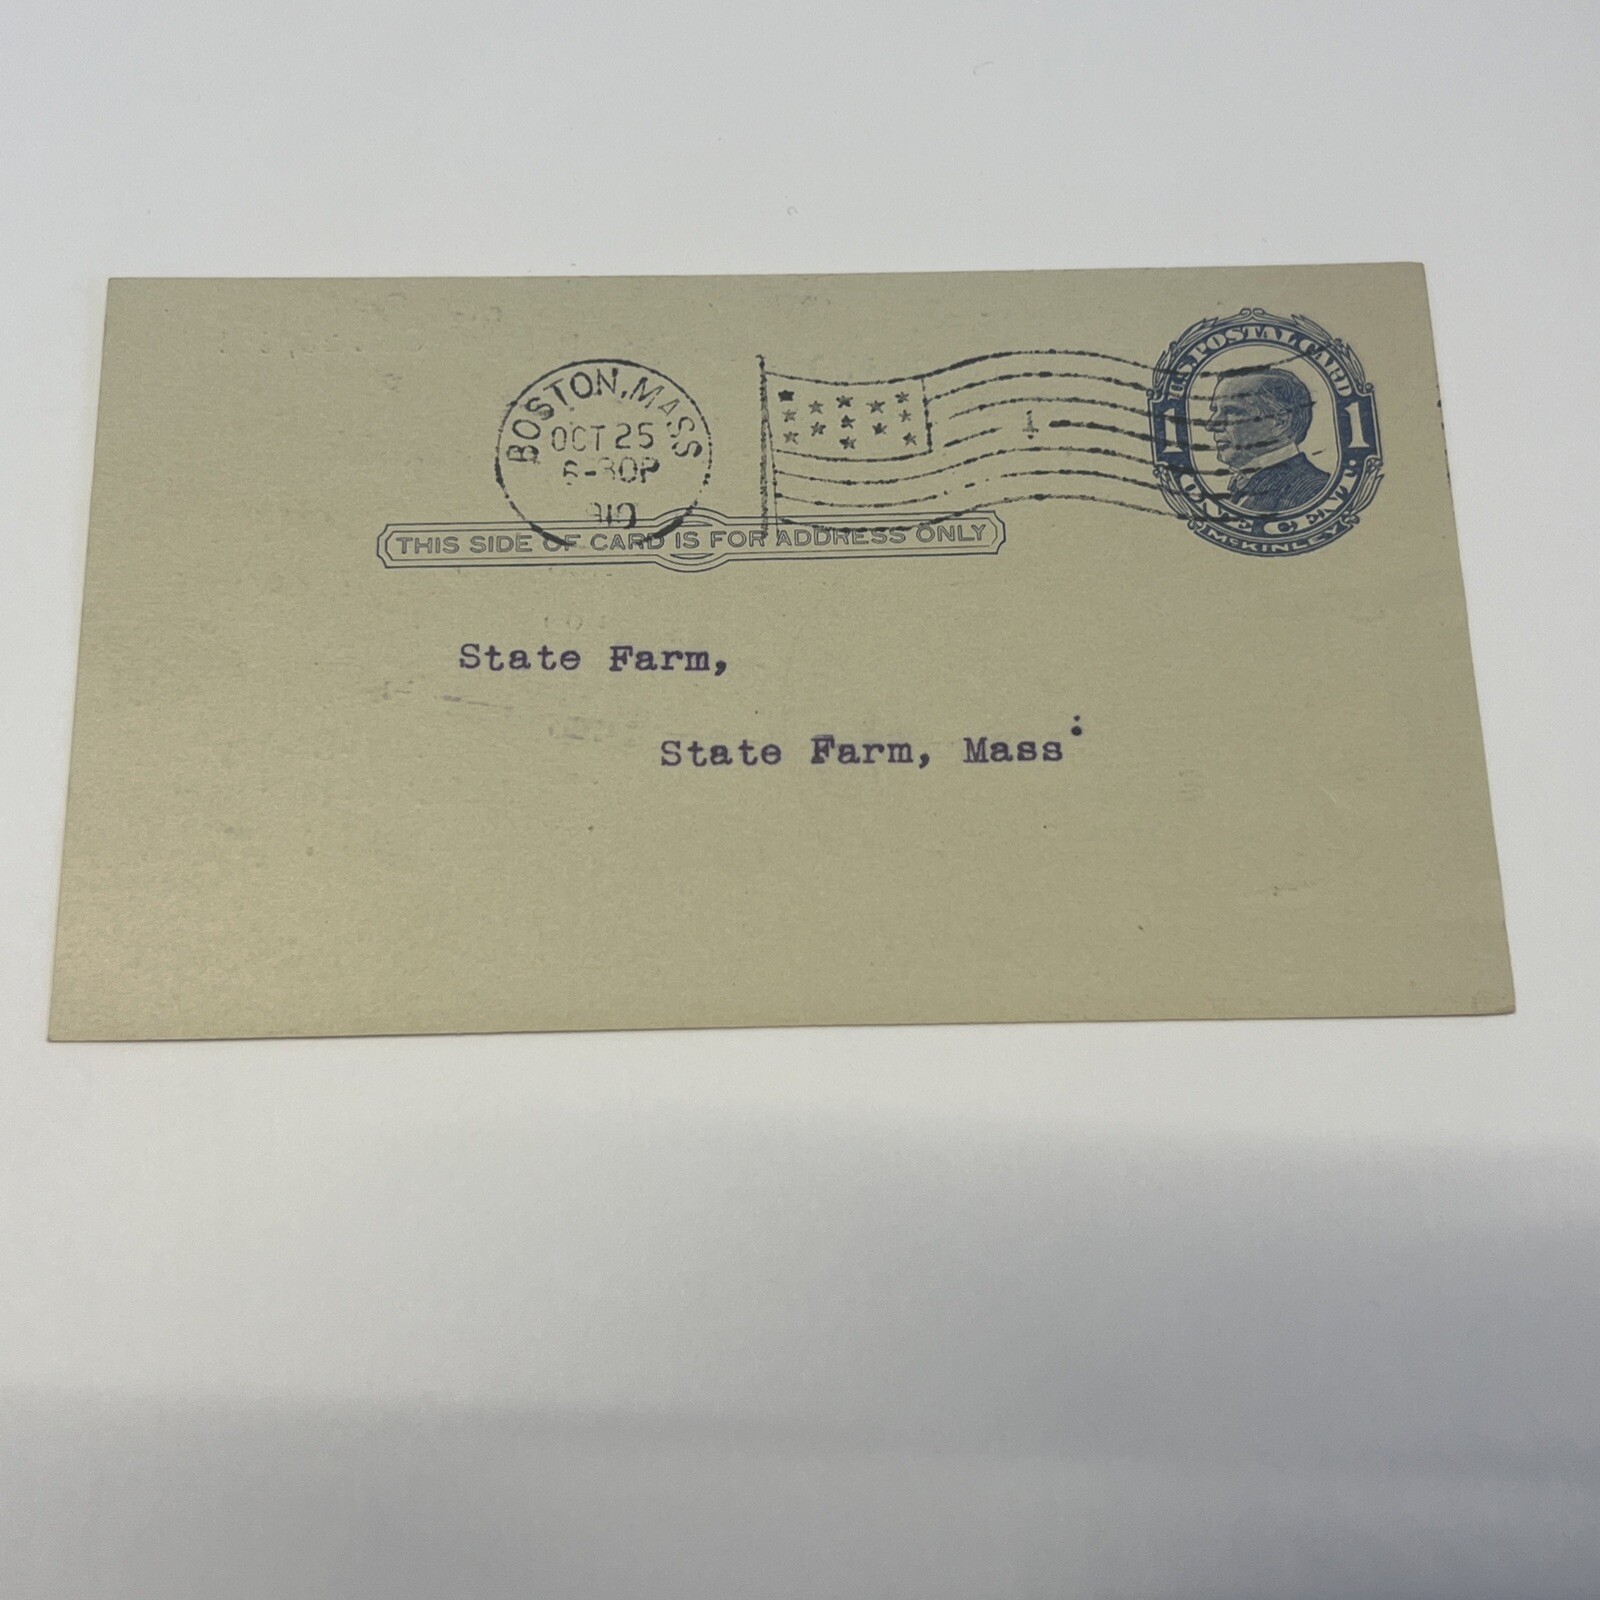 BOSTON, MASS
OCT 25
6-30P
1910
1
U.S. POSTAL CARD
1 1
ONE CENT.
McKINLEY
THIS SIDE OF CARD IS FOR ADDRESS ONLY
State Farm,
State Farm, Mass: